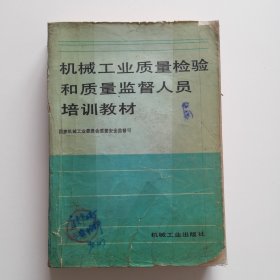 机械工业质量检验
和质量监督人员
培训教材
国家机械工业委员会质量安全监督司
机械工业出版社